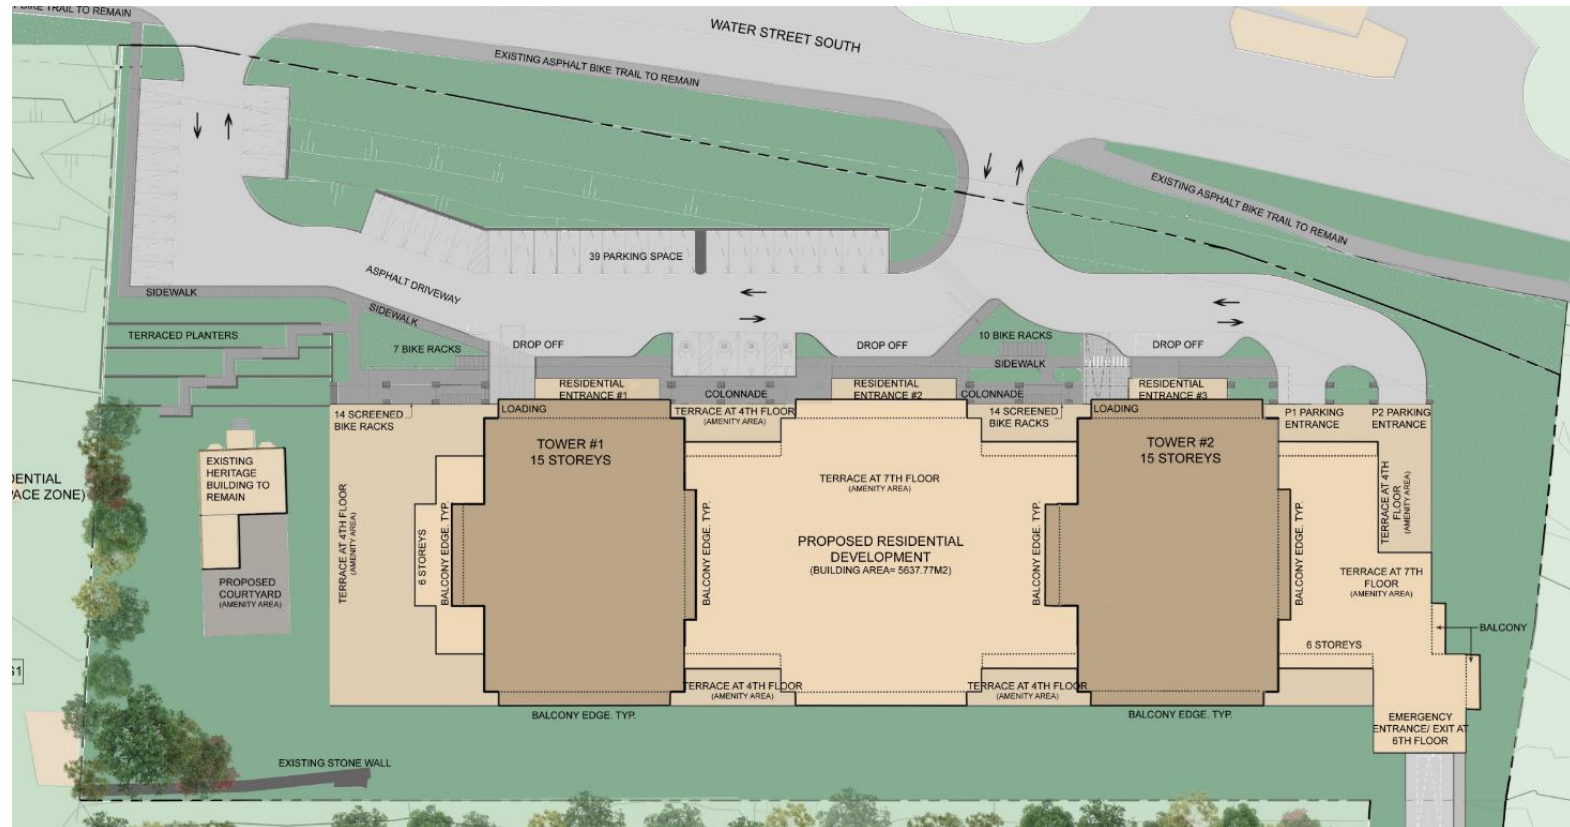 BIKE TRAIL TO REMAIN
WATER STREET SOUTH
EXISTING ASPHALT BIKE TRAIL TO REMAIN
EXISTING ASPHALT BIKE TRAIL TO REMAIN
39 PARKING SPACE
ASPHALT DRIVEWAY
SIDEWALK
SIDEWALK
TERRACED PLANTERS
7 BIKE RACKS
DROP OFF
DROP OFF
10 BIKE RACKS
DROP OFF
SIDEWALK
RESIDENTIAL
ENTRANCE #1
COLONNADE
RESIDENTIAL
ENTRANCE #2
COLONNADE
RESIDENTIAL
ENTRANCE #3
14 SCREENED
BIKE RACKS
LOADING
TERRACE AT 4TH FLOOR
(AMENITY AREA)
14 SCREENED
BIKE RACKS
LOADING
P1 PARKING
ENTRANCE
P2 PARKING
ENTRANCE
TOWER #1
15 STOREYS
TOWER #2
15 STOREYS
EXISTING
HERITAGE
BUILDING TO
REMAIN
DENTIAL
PACE ZONE)
TERRACE AT 7TH FLOOR
(AMENITY AREA)
TERRACE AT 4TH
FLOOR
(AMENITY AREA)
TERRACE AT 4TH FLOOR
(AMENITY AREA)
6 STOREYS
BALCONY EDGE. TYP.
BALCONY EDGE. TYP.
PROPOSED RESIDENTIAL
DEVELOPMENT
(BUILDING AREA= 5637.77M2)
BALCONY EDGE. TYP.
BALCONY EDGE. TYP.
TERRACE AT 7TH
FLOOR
(AMENITY AREA)
PROPOSED
COURTYARD
(AMENITY AREA)
BALCONY
6 STOREYS
61
TERRACE AT 4TH FLOOR
(AMENITY AREA)
TERRACE AT 4TH FLOOR
(AMENITY AREA)
BALCONY EDGE. TYP.
BALCONY EDGE. TYP.
EMERGENCY
ENTRANCE/ EXIT AT
6TH FLOOR
EXISTING STONE WALL